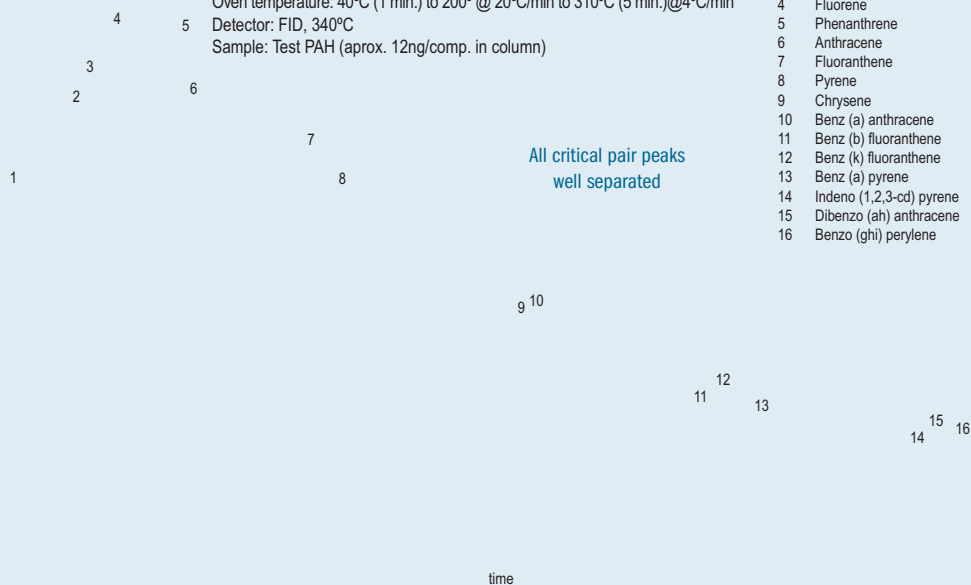 Oven temperature: 40ºC (1 min.) to 200º @ 20ºC/min to 310ºC (5 min.)@4ºC/min
Detector: FID, 340ºC
Sample: Test PAH (aprox. 12ng/comp. in column)
4 Fluorene
5 Phenanthrene
6 Anthracene
7 Fluoranthene
8 Pyrene
9 Chrysene
10 Benz (a) anthracene
11 Benz (b) fluoranthene
12 Benz (k) fluoranthene
13 Benz (a) pyrene
14 Indeno (1,2,3-cd) pyrene
15 Dibenzo (ah) anthracene
16 Benzo (ghi) perylene
All critical pair peaks
well separated
1
2
3
4
5
6
7
8
9
10
11
12
13
14
15
16
time